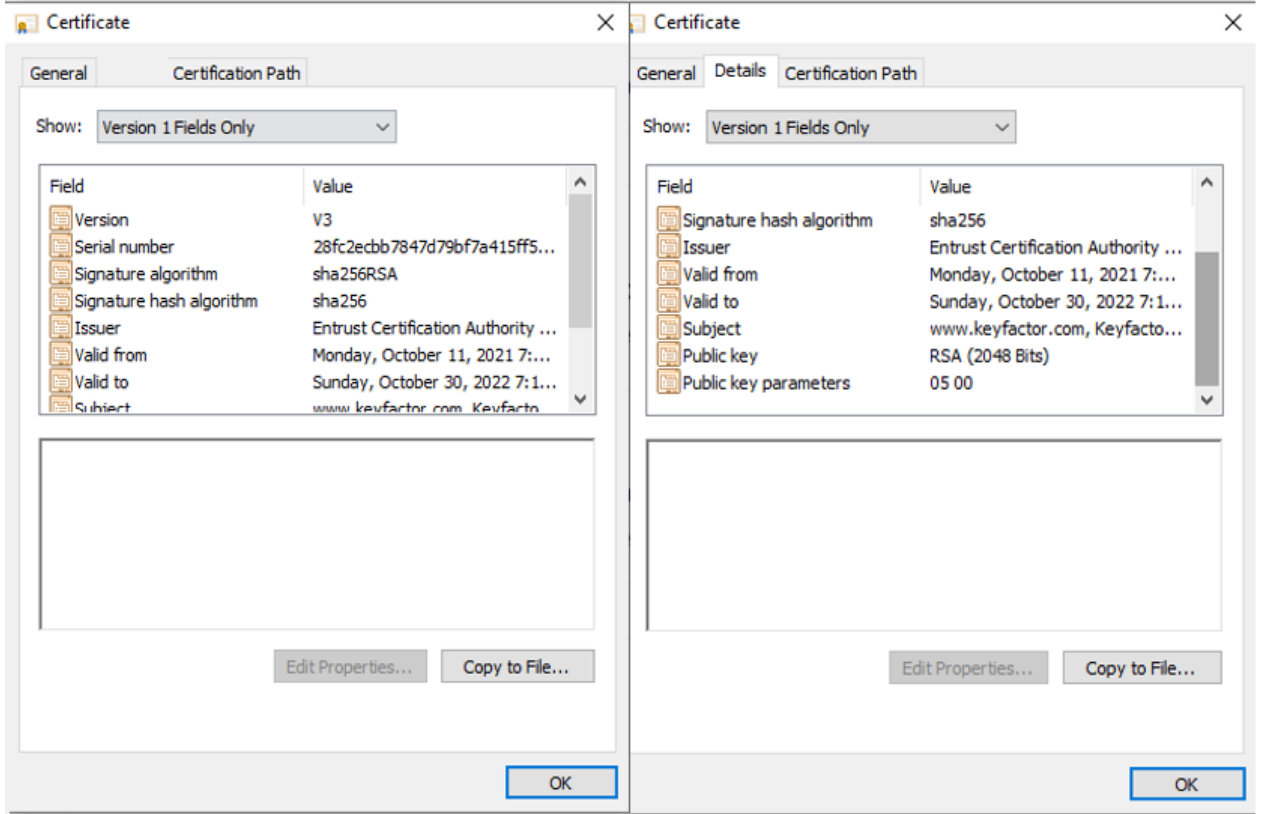 Certificate
General Certification Path
Show: Version 1 Fields Only
Field Value
Version V3
Serial number 28fc2ecbb7847d79bf7a415ff5...
Signature algorithm sha256RSA
Signature hash algorithm sha256
Issuer Entrust Certification Authority ...
Valid from Monday, October 11, 2021 7:...
Valid to Sunday, October 30, 2022 7:1...
Subject www.keyfactor.com, Keyfacto
Edit Properties... Copy to File...
OK
Certificate
General Details Certification Path
Show: Version 1 Fields Only
Field Value
Signature hash algorithm sha256
Issuer Entrust Certification Authority ...
Valid from Monday, October 11, 2021 7:...
Valid to Sunday, October 30, 2022 7:1...
Subject www.keyfactor.com, Keyfacto...
Public key RSA (2048 Bits)
Public key parameters 05 00
Edit Properties... Copy to File...
OK